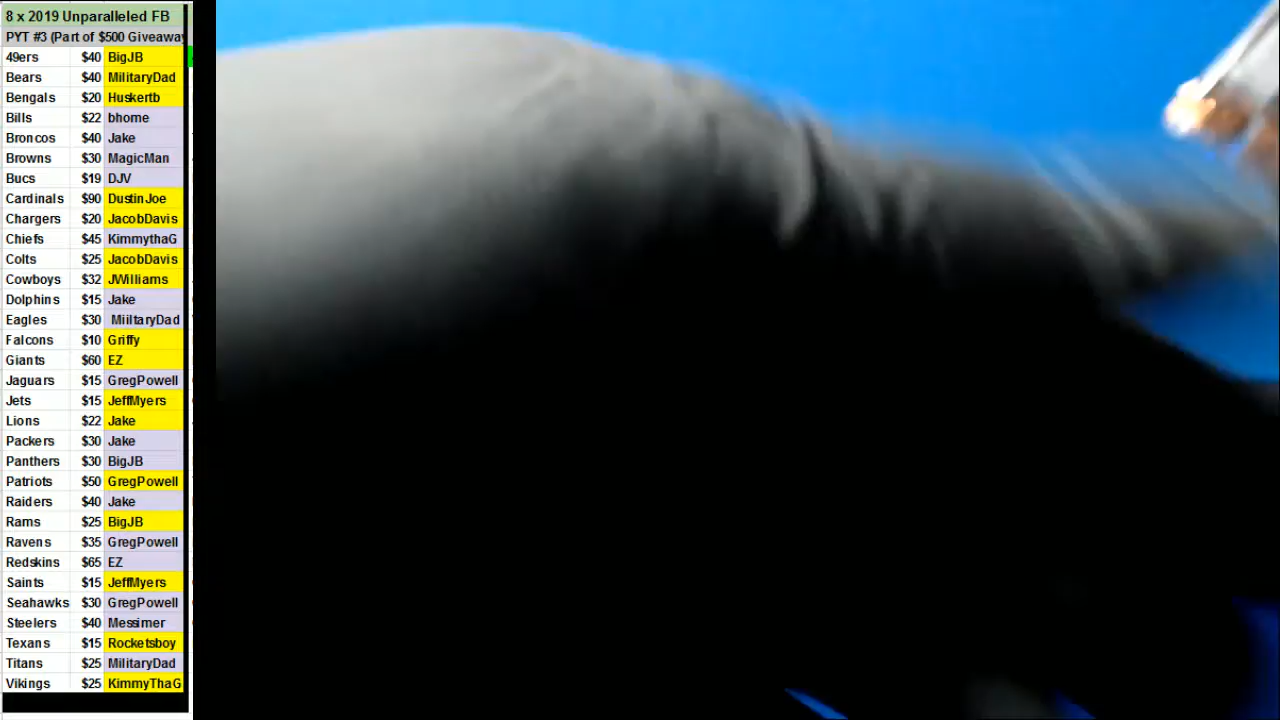 8 x 2019 Unparalleled FB
PYT #3 (Part of $500 Giveaway
49ers $40 BigJB
Bears $40 MilitaryDad
Bengals $20 Huskertb
Bills $22 bhorne
Broncos $40 Jake
Browns $30 MagicMan
Bucs $19 DJV
Cardinals $90 DustinJoe
Chargers $20 JacobDavis
Chiefs $45 KimmythaG
Colts $25 JacobDavis
Cowboys $32 JWilliams
Dolphins $15 Jake
Eagles $30 MiiltaryDad
Falcons $10 Griffy
Giants $60 EZ
Jaguars $15 GregPowell
Jets $15 JeffMyers
Lions $22 Jake
Packers $30 Jake
Panthers $30 BigJB
Patriots $50 GregPowell
Raiders $40 Jake
Rams $25 BigJB
Ravens $35 GregPowell
Redskins $65 EZ
Saints $15 JeffMyers
Seahawks $30 GregPowell
Steelers $40 Messimer
Texans $15 Rocketsboy
Titans $25 MilitaryDad
Vikings $25 KimmyThaG